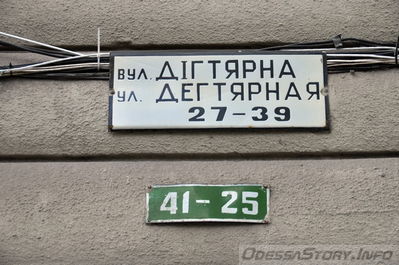 вул. ДІГТЯРНА
ул. ДЕГТЯРНАЯ
27-39
41-25
OdessaStory.Info